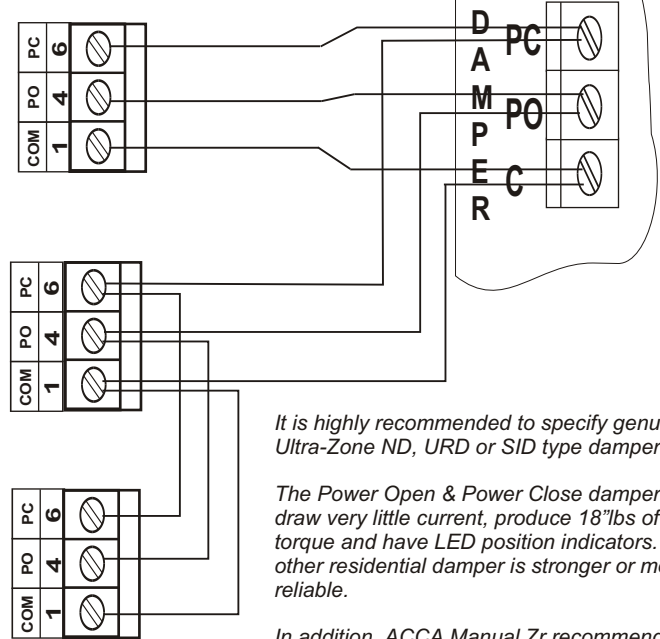 PC 6
PO 4
COM 1
DAMPER
PC
PO
C
PC 6
PO 4
COM 1
PC 6
PO 4
COM 1
It is highly recommended to specify
Ultra-Zone ND, URD or SID type
The Power Open & Power Close
draw very little current, produce 18"lbs of
torque and have LED position indicators.
other residential damper is stronger or
reliable.
In addition, ACCA Manual Zr